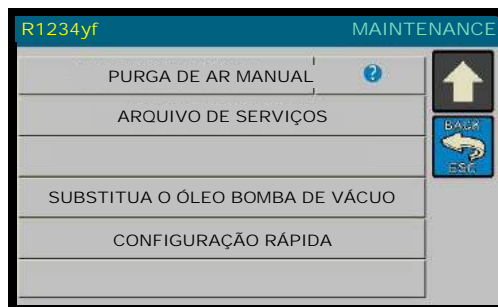 R1234yf MAINTENANCE
PURGA DE AR MANUAL ?
ARQUIVO DE SERVIÇOS
BACK
ESC
SUBSTITUA O ÓLEO BOMBA DE VÁCUO
CONFIGURAÇÃO RÁPIDA